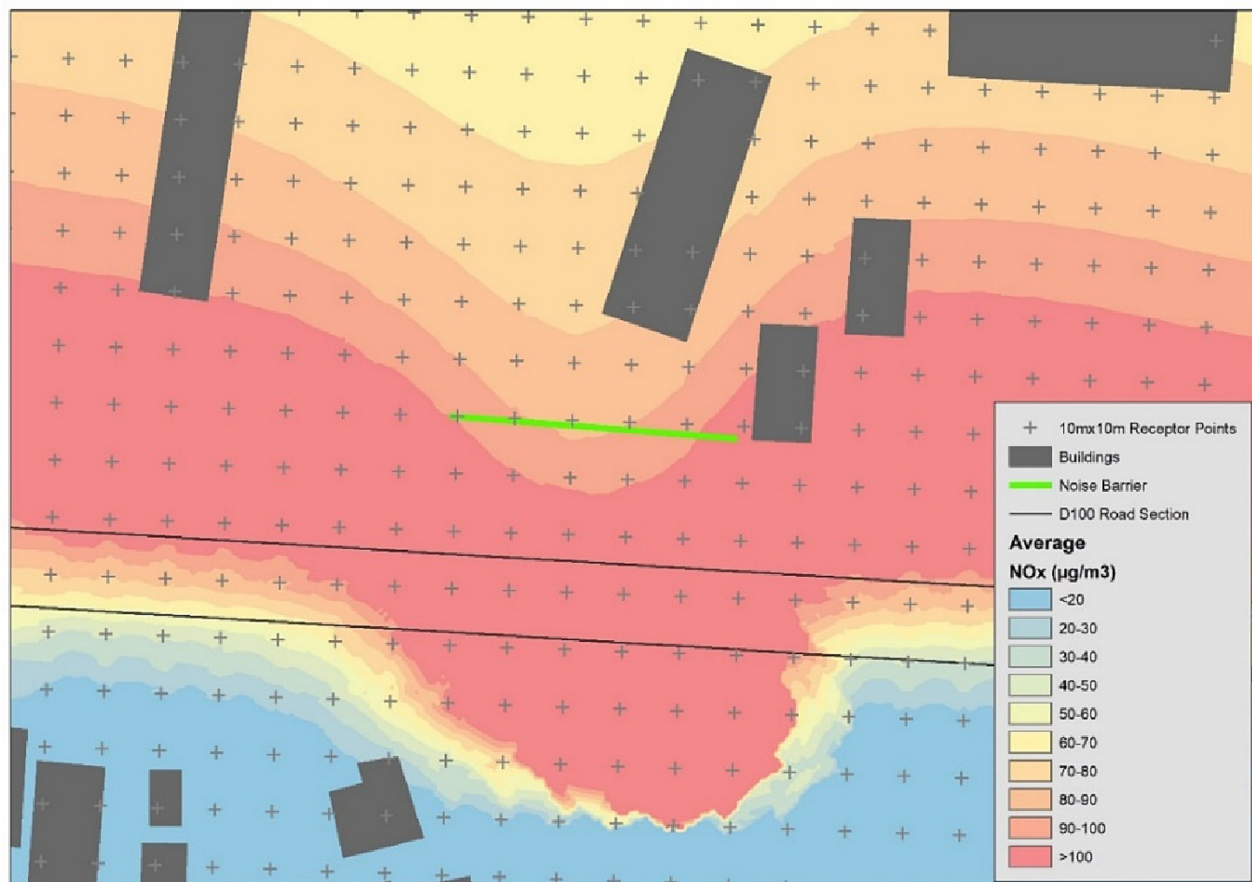 10mx10m Receptor Points
Buildings
Noise Barrier
D100 Road Section
Average
NOx (µg/m3)
<20
20-30
30-40
40-50
50-60
60-70
70-80
80-90
90-100
>100